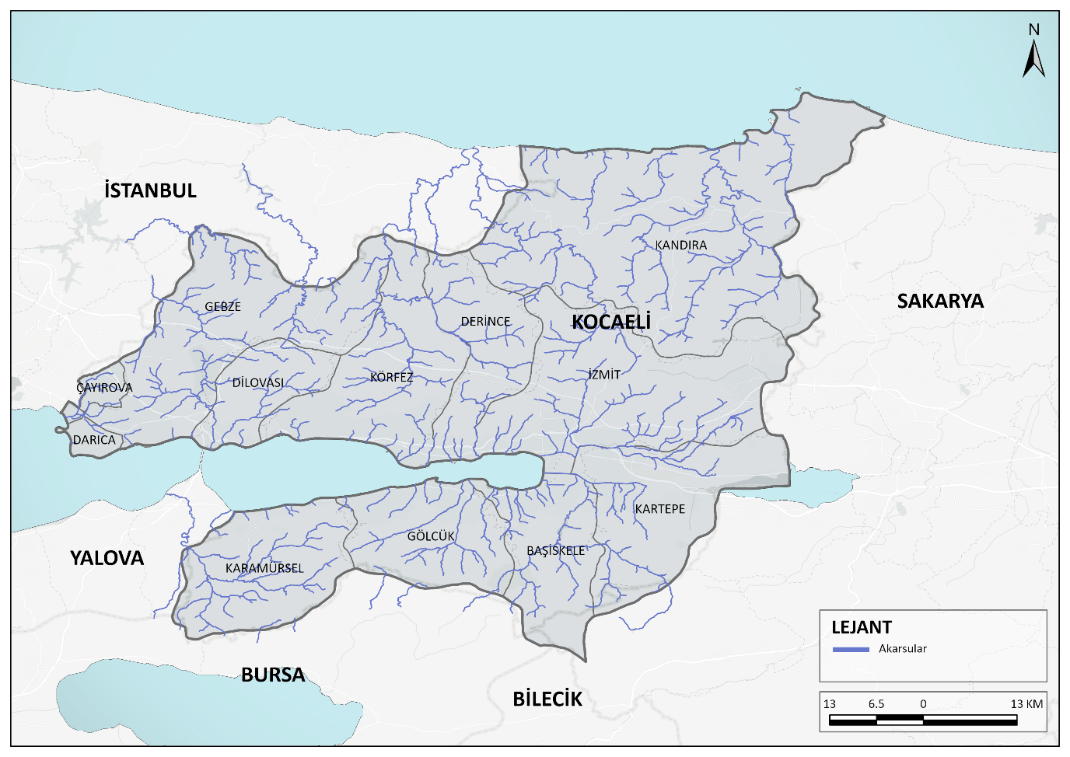 N
İSTANBUL
KANDIRA
SAKARYA
GEBZE
DERİNCE
KOCAELİ
ÇAYIROVA
DİLOVASI
KÖRFEZ
İZMİT
DARICA
KARTEPE
YALOVA
GÖLCÜK
BAŞİSKELE
KARAMÜRSEL
BURSA
BİLECİK
LEJANT
Akarsular
13 6.5 0 13 KM